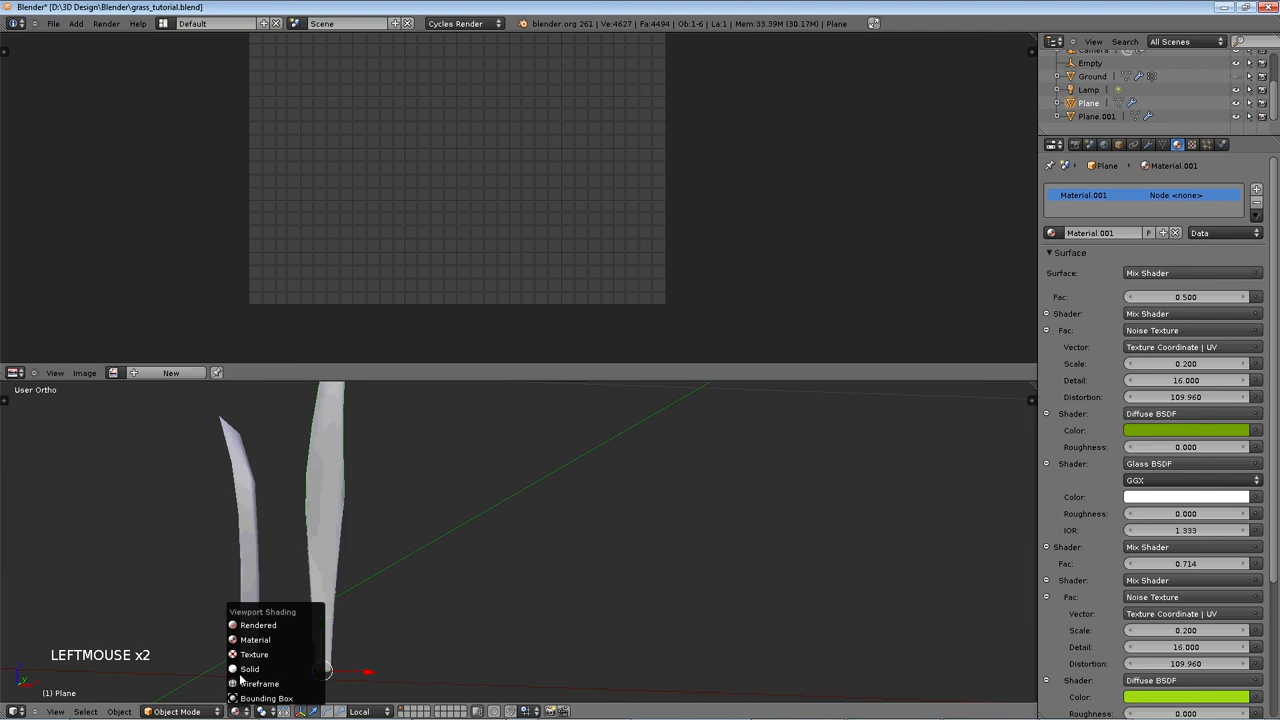 Blender* [D:\3D Design\Blender\grass_tutorial.blend]
File Add Render Help Default Scene Cycles Render blender.org 261 | Ve:4627 | Fa:4494 | Ob:1-6 | La:1 | Mem:33.39M (30.17M) | Plane
View Search All Scenes
Camera
Empty
Ground
Lamp
Plane
Plane.001
Plane Material.001
Material.001 Node <none>
Material.001 F Data
Surface
Surface: Mix Shader
Fac: 0.500
Shader: Mix Shader
Fac: Noise Texture
Vector: Texture Coordinate | UV
Scale: 0.200
Detail: 16.000
Distortion: 109.960
Shader: Diffuse BSDF
Color:
Roughness: 0.000
Shader: Glass BSDF
GGX
Color:
Roughness: 0.000
IOR: 1.333
Shader: Mix Shader
Fac: 0.714
Shader: Mix Shader
Fac: Noise Texture
Vector: Texture Coordinate | UV
Scale: 0.200
Detail: 16.000
Distortion: 109.960
Shader: Diffuse BSDF
Color:
Roughness: 0.000
View Image New
User Ortho
Viewport Shading
Rendered
Material
Texture
Solid
Wireframe
Bounding Box
LEFTMOUSE x2
(1) Plane
View Select Object Object Mode Local